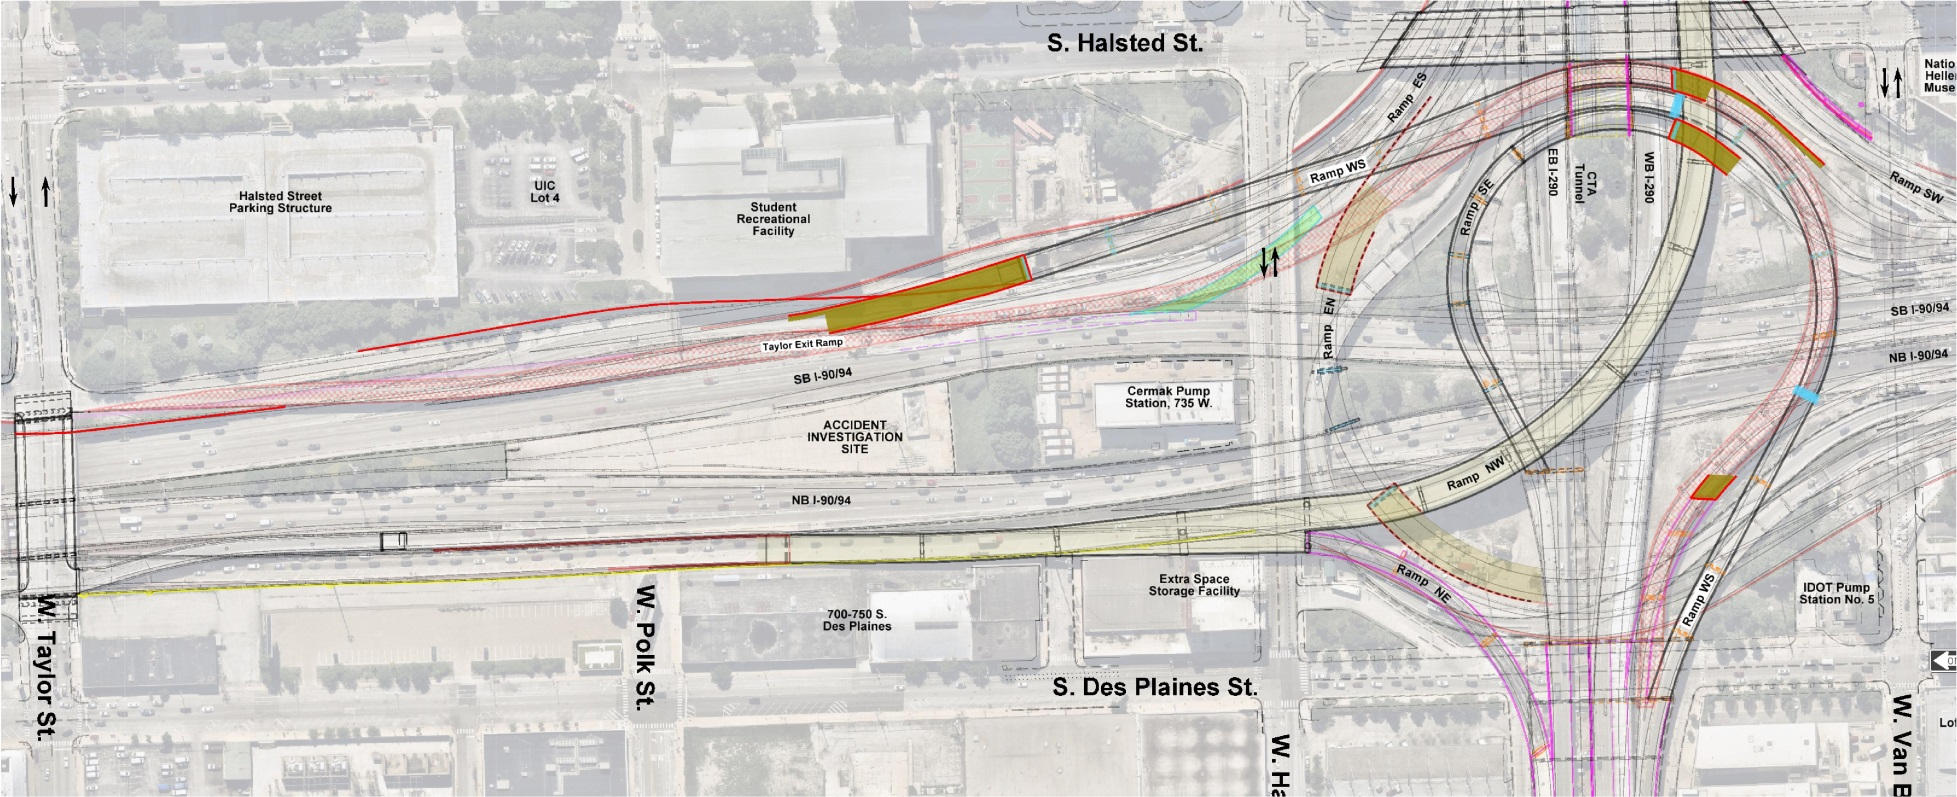 S. Halsted St.
Natio
Helle
Muse
Ramp ES
Halsted Street
Parking Structure
UIC
Lot 4
Student
Recreational
Facility
Ramp WS
Ramp SE
EB I-290
CTA
Tunnel
WB I-290
Ramp SW
Taylor Exit Ramp
SB I-90/94
Ramp EN
SB I-90/94
NB I-90/94
Cermak Pump
Station, 735 W.
ACCIDENT
INVESTIGATION
SITE
NB I-90/94
Ramp NW
W. Taylor St.
W. Polk St.
700-750 S.
Des Plaines
Extra Space
Storage Facility
Ramp NE
Ramp WS
IDOT Pump
Station No. 5
S. Des Plaines St.
W. Ha
W. Van B
Lot